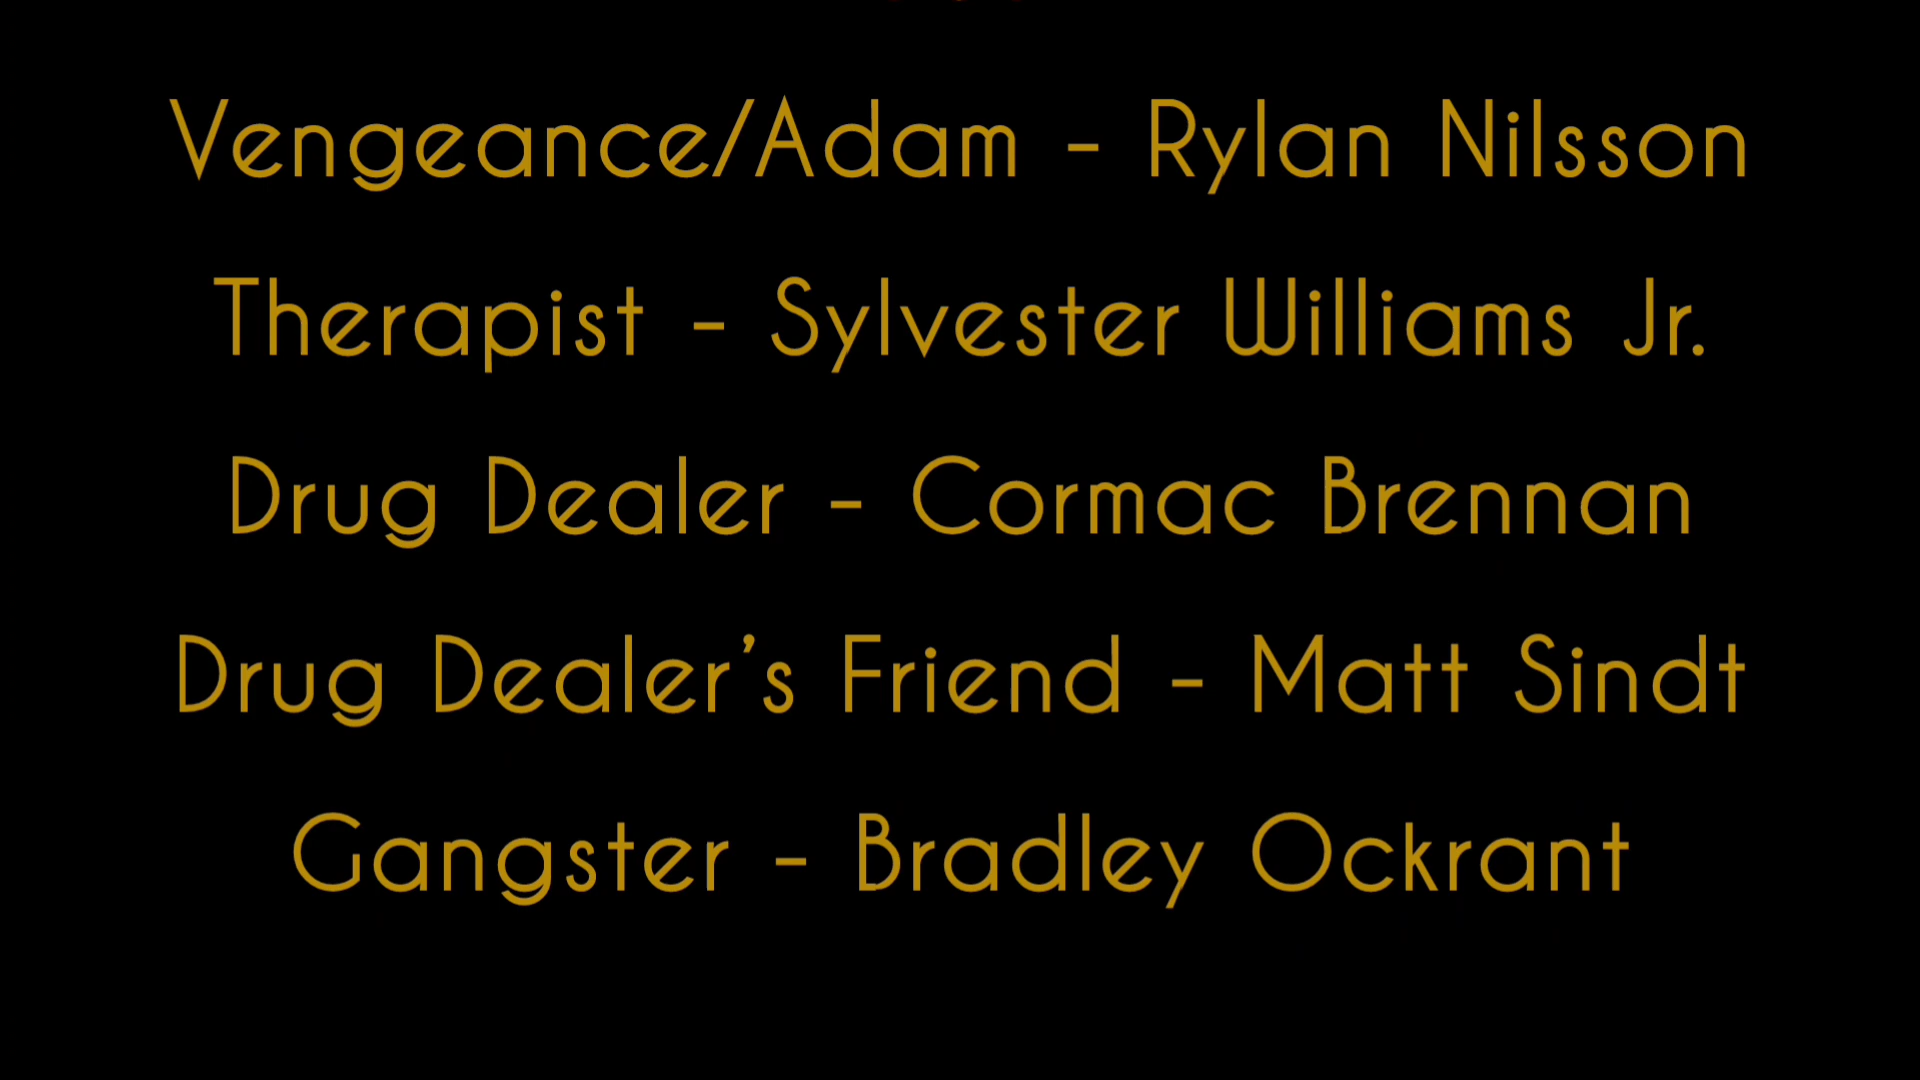 Vengeance/Adam - Rylan Nilsson
Therapist - Sylvester Williams Jr.
Drug Dealer - Cormac Brennan
Drug Dealer's Friend - Matt Sindt
Gangster - Bradley Ockrant